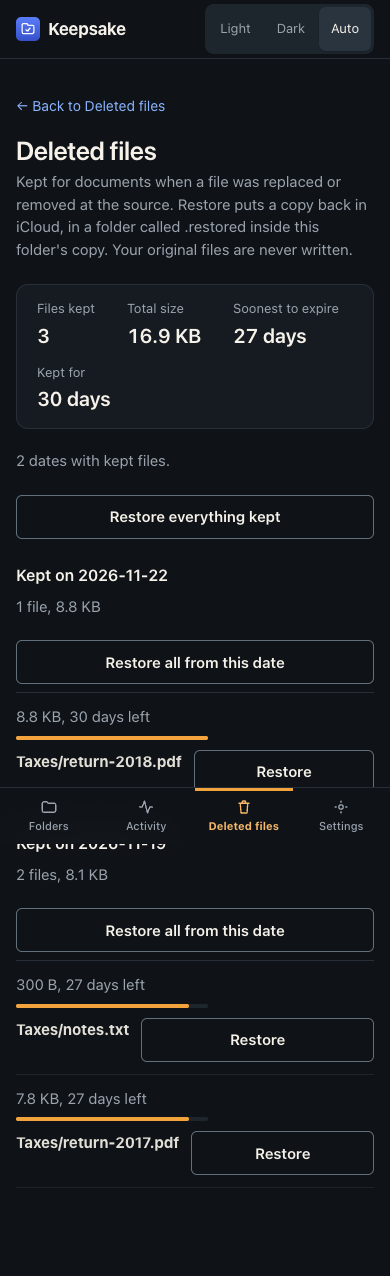 Keepsake
Light
Dark
Auto
← Back to Deleted files
Deleted files
Kept for documents when a file was replaced or
removed at the source. Restore puts a copy back in
iCloud, in a folder called .restored inside this
folder's copy. Your original files are never written.
Files kept
3
Total size
16.9 KB
Soonest to expire
27 days
Kept for
30 days
2 dates with kept files.
Restore everything kept
Kept on 2026-11-22
1 file, 8.8 KB
Restore all from this date
8.8 KB, 30 days left
Taxes/return-2018.pdf
Restore
Folders
Activity
Deleted files
Settings
Kept on 2026-11-19
2 files, 8.1 KB
Restore all from this date
300 B, 27 days left
Taxes/notes.txt
Restore
7.8 KB, 27 days left
Taxes/return-2017.pdf
Restore